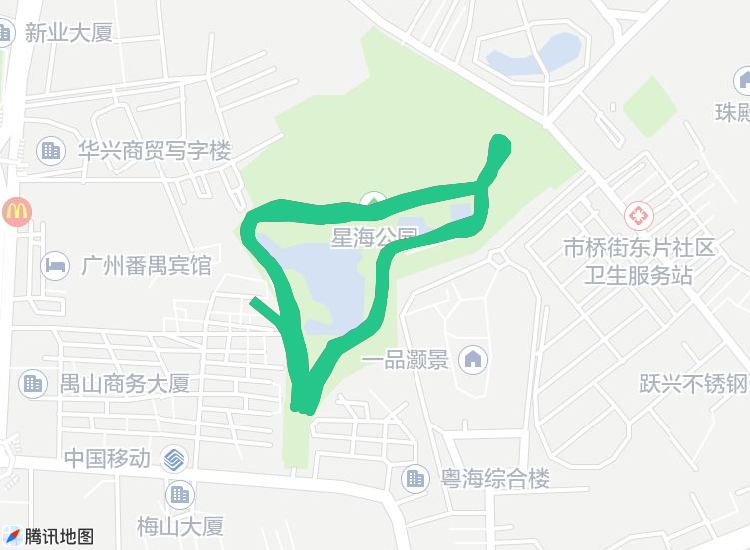 新业大厦
珠殿
华兴商贸写字楼
星海公园
市桥街东片社区
卫生服务站
广州番禺宾馆
一品灏景
禺山商务大厦
跃兴不锈钢
中国移动
粤海综合楼
梅山大厦
腾讯地图